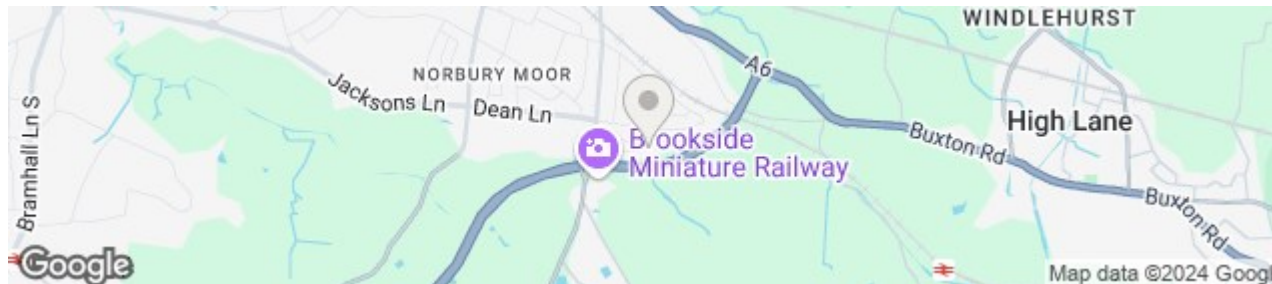 WINDLEHURST
A6
NORBURY MOOR
Jacksons Ln
Dean Ln
High Lane
Buxton Rd
Brookside
Miniature Railway
Bramhall Ln S
Buxton Rd
Google
Map data ©2024 Googl